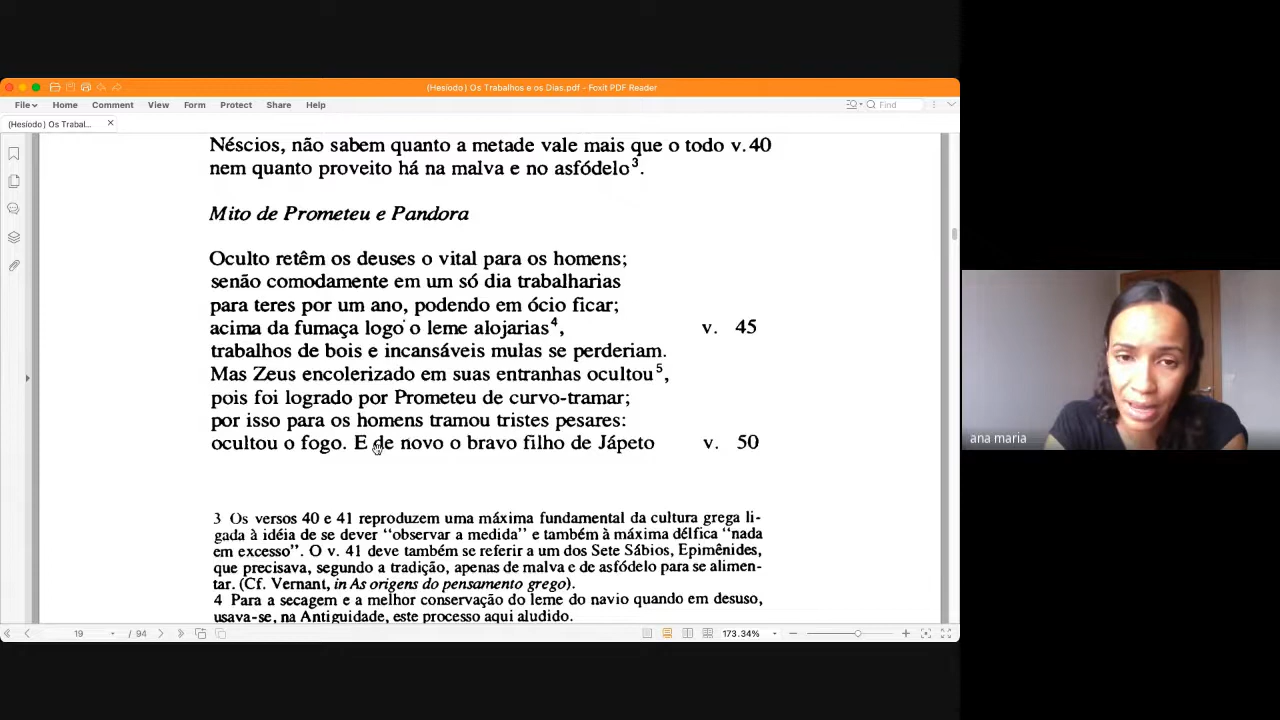 (Hesíodo) Os Trabalhos e os Dias.pdf - Foxit PDF Reader
File Home Comment View Form Protect Share Help Find
(Hesíodo) Os Trabal...
Néscios, não sabem quanto a metade vale mais que o todo v.40
nem quanto proveito há na malva e no asfódelo³.
Mito de Prometeu e Pandora
Oculto retêm os deuses o vital para os homens;
senão comodamente em um só dia trabalharias
para teres por um ano, podendo em ócio ficar;
acima da fumaça logo o leme alojarias⁴, v. 45
trabalhos de bois e incansáveis mulas se perderiam.
Mas Zeus encolerizado em suas entranhas ocultou⁵,
pois foi logrado por Prometeu de curvo-tramar;
por isso para os homens tramou tristes pesares:
ocultou o fogo. E de novo o bravo filho de Jápeto v. 50
3 Os versos 40 e 41 reproduzem uma máxima fundamental da cultura grega li-
gada à idéia de se dever “observar a medida” e também à máxima délfica “nada
em excesso”. O v. 41 deve também se referir a um dos Sete Sábios, Epimênides,
que precisava, segundo a tradição, apenas de malva e de asfódelo para se alimen-
tar. (Cf. Vernant, in As origens do pensamento grego).
4 Para a secagem e a melhor conservação do leme do navio quando em desuso,
usava-se, na Antiguidade, este processo aqui aludido.
19 / 94 173.34%
ana maria